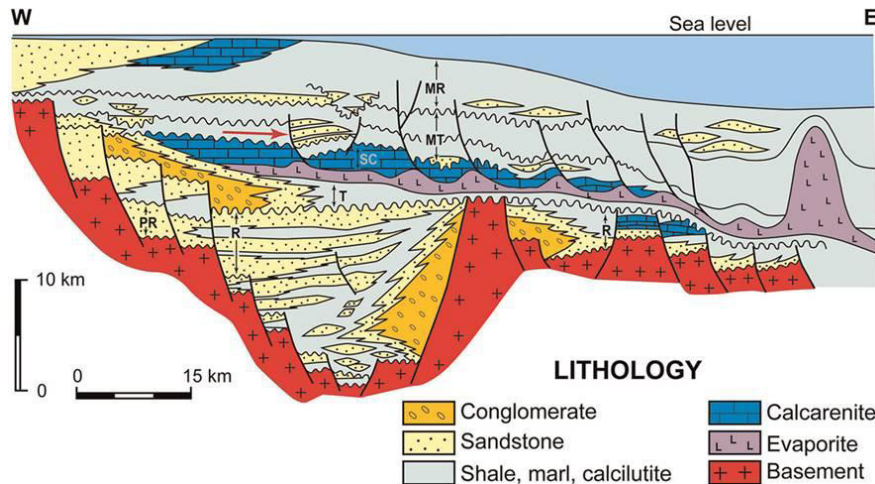 W
E
Sea level
MR
MT
SC
T
PR
R
R
10 km
0
0
15 km
LITHOLOGY
Conglomerate
Calcarenite
Sandstone
Evaporite
Shale, marl, calcilutite
Basement